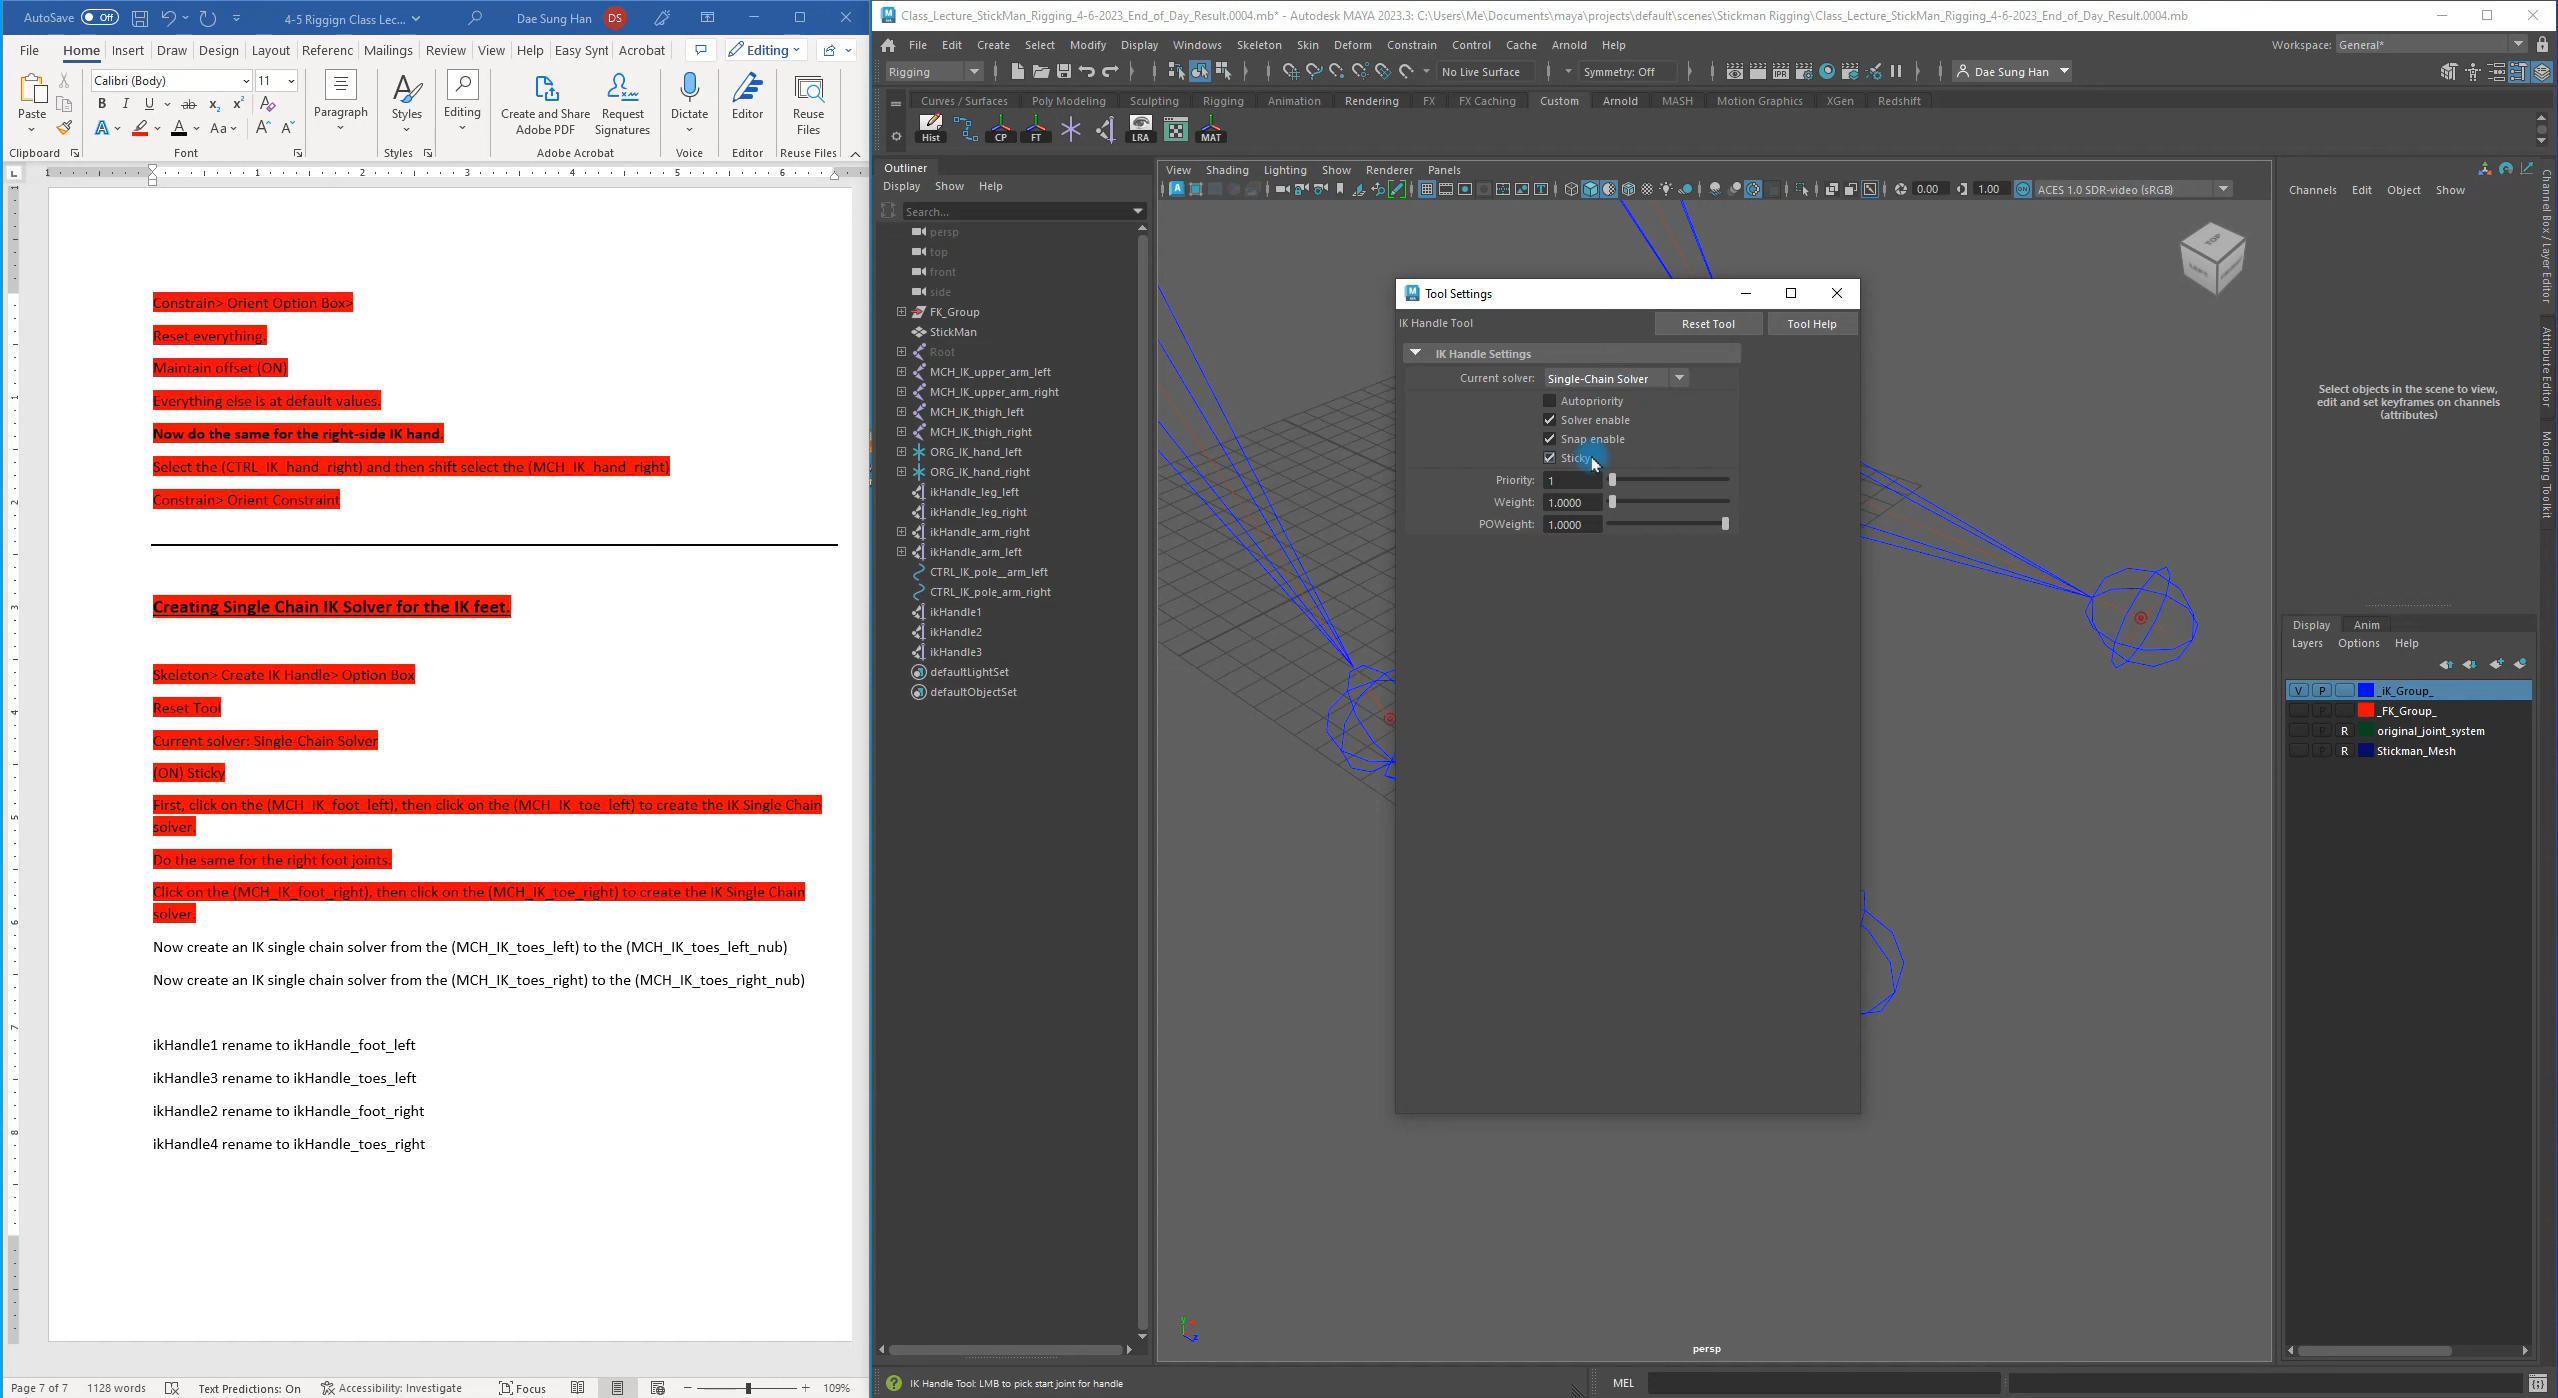 AutoSave Off 4-5 Riggign Class Lec... Dae Sung Han DS
File Home Insert Draw Design Layout Referenc Mailings Review View Help Easy Synt Acrobat Editing
Calibri (Body) 11
Paste Paragraph Styles Editing Create and Share Adobe PDF Request Signatures Dictate Editor Reuse Files
Clipboard Font Styles Adobe Acrobat Voice Editor Reuse Files
Constrain> Orient Option Box>
Reset everything.
Maintain offset (ON)
Everything else is at default values.
Now do the same for the right-side IK hand.
Select the (CTRL_IK_hand_right) and then shift select the (MCH_IK_hand_right)
Constrain> Orient Constraint
Creating Single Chain IK Solver for the IK feet.
Skeleton> Create IK Handle> Option Box
Reset Tool
Current solver: Single-Chain Solver
(ON) Sticky
First, click on the (MCH_IK_foot_left), then click on the (MCH_IK_toe_left) to create the IK Single Chain
solver.
Do the same for the right foot joints.
Click on the (MCH_IK_foot_right), then click on the (MCH_IK_toe_right) to create the IK Single Chain
solver.
Now create an IK single chain solver from the (MCH_IK_toes_left) to the (MCH_IK_toes_left_nub)
Now create an IK single chain solver from the (MCH_IK_toes_right) to the (MCH_IK_toes_right_nub)
ikHandle1 rename to ikHandle_foot_left
ikHandle3 rename to ikHandle_toes_left
ikHandle2 rename to ikHandle_foot_right
ikHandle4 rename to ikHandle_toes_right
Page 7 of 7 1128 words Text Predictions: On Accessibility: Investigate Focus 109%
Class_Lecture_StickMan_Rigging_4-6-2023_End_of_Day_Result.0004.mb* - Autodesk MAYA 2023.3: C:\Users\Me\Documents\maya\projects\default\scenes\Stickman Rigging\Class_Lecture_StickMan_Rigging_4-6-2023_End_of_Day_Result.0004.mb
File Edit Create Select Modify Display Windows Skeleton Skin Deform Constrain Control Cache Arnold Help Workspace: General*
Rigging No Live Surface Symmetry: Off IPR Dae Sung Han
Curves / Surfaces Poly Modeling Sculpting Rigging Animation Rendering FX FX Caching Custom Arnold MASH Motion Graphics XGen Redshift
Hist CP FT LRA MAT
Outliner
Display Show Help
Search...
persp
top
front
side
FK_Group
StickMan
Root
MCH_IK_upper_arm_left
MCH_IK_upper_arm_right
MCH_IK_thigh_left
MCH_IK_thigh_right
ORG_IK_hand_left
ORG_IK_hand_right
ikHandle_leg_left
ikHandle_leg_right
ikHandle_arm_right
ikHandle_arm_left
CTRL_IK_pole__arm_left
CTRL_IK_pole_arm_right
ikHandle1
ikHandle2
ikHandle3
defaultLightSet
defaultObjectSet
View Shading Lighting Show Renderer Panels
0.00 1.00 ACES 1.0 SDR-video (sRGB)
TOP
Tool Settings
IK Handle Tool Reset Tool Tool Help
IK Handle Settings
Current solver: Single-Chain Solver
Autopriority
Solver enable
Snap enable
Sticky
Priority: 1
Weight: 1.0000
POWeight: 1.0000
persp
Channels Edit Object Show
Select objects in the scene to view,
edit and set keyframes on channels
(attributes)
Display Anim
Layers Options Help
V P _iK_Group_
P _FK_Group_
P R original_joint_system
P R Stickman_Mesh
Channel Box / Layer Editor
Attribute Editor
Modeling Toolkit
IK Handle Tool: LMB to pick start joint for handle MEL